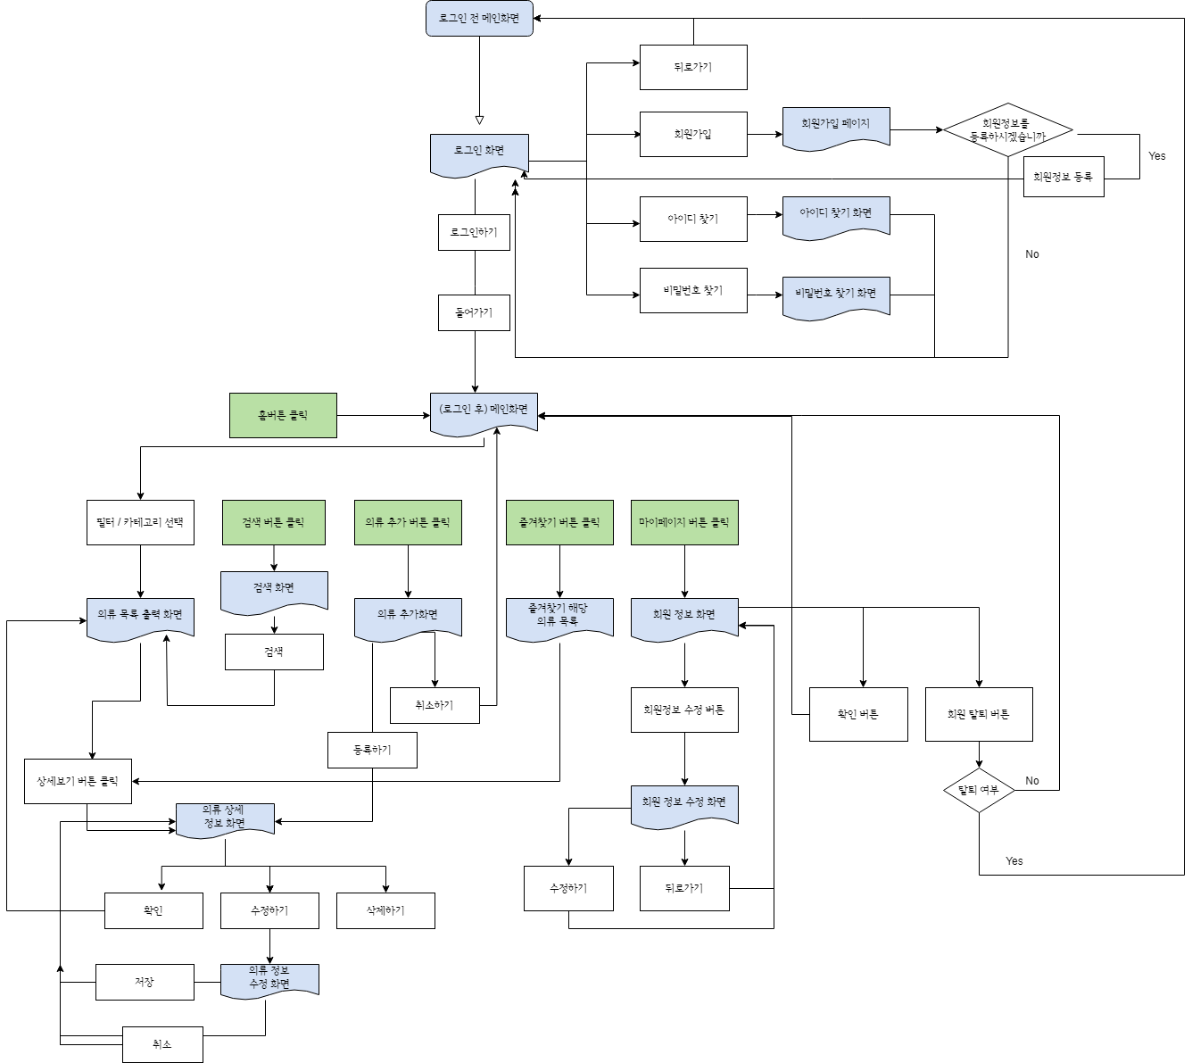 로그인 전 메인화면
뒤로가기
회원가입
회원가입 페이지
회원정보를
등록하시겠습니까
Yes
로그인 화면
회원정보 등록
아이디 찾기
아이디 찾기 화면
로그인하기
No
비밀번호 찾기
비밀번호 찾기 화면
들어가기
홈버튼 클릭
(로그인 후) 메인화면
필터 / 카테고리 선택
검색 버튼 클릭
의류 추가 버튼 클릭
즐겨찾기 버튼 클릭
마이페이지 버튼 클릭
검색 화면
의류 목록 출력 화면
의류 추가화면
즐겨찾기 해당
의류 목록
회원 정보 화면
검색
취소하기
회원정보 수정 버튼
확인 버튼
회원 탈퇴 버튼
등록하기
상세보기 버튼 클릭
탈퇴 여부
No
의류 상세
정보 화면
회원 정보 수정 화면
Yes
수정하기
뒤로가기
확인
수정하기
삭제하기
의류 정보
수정 화면
저장
취소